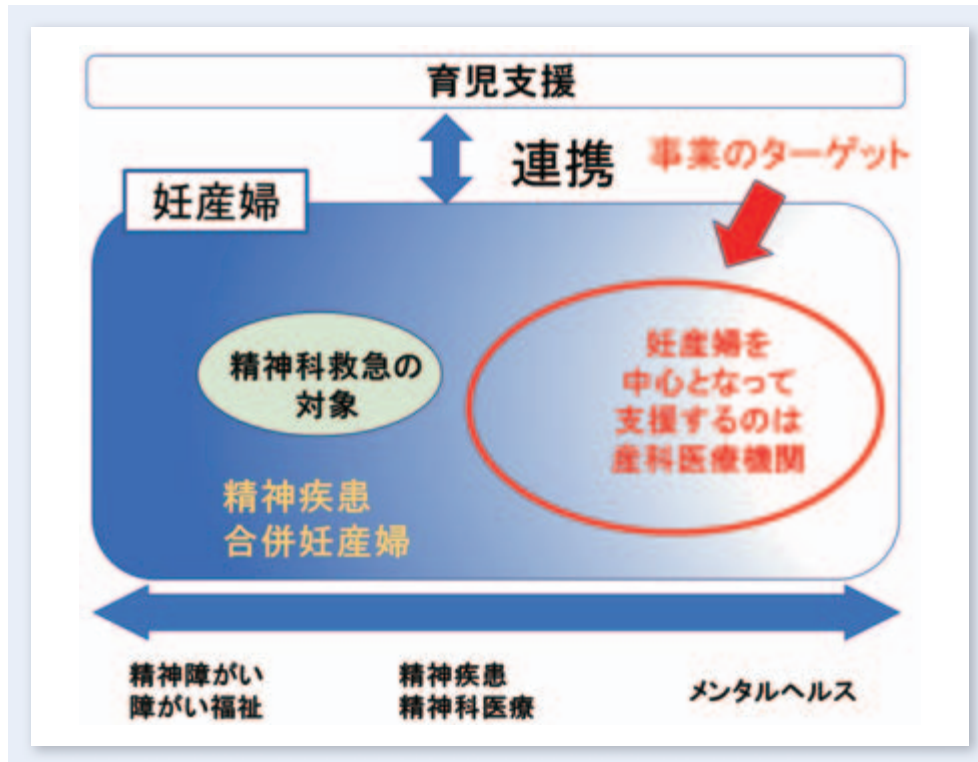 育児支援
連携
事業のターゲット
妊産婦
精神科救急の
対象
妊産婦を
中心となって
支援するのは
産科医療機関
精神疾患
合併妊産婦
精神障がい
障がい福祉
精神疾患
精神科医療
メンタルヘルス